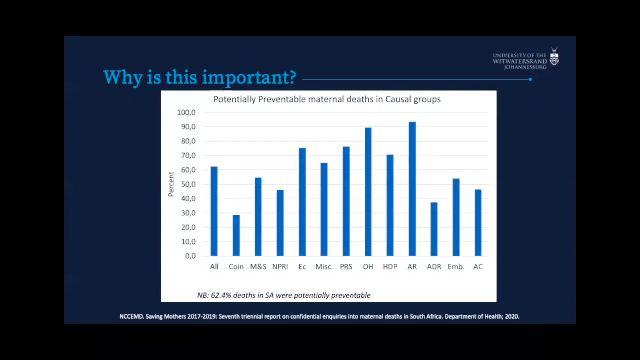 UNIVERSITY OF THE
WITWATERSRAND,
JOHANNESBURG
Why is this important?
Potentially Preventable maternal deaths in Causal groups
100,0
90,0
80,0
70,0
60,0
50,0
40,0
30,0
20,0
10,0
0,0
Percent
All Coin M&S NPRI Ec Misc. PRS OH HDP AR ADR Emb. AC
NB: 62.4% deaths in SA were potentially preventable
NCCEMD. Saving Mothers 2017-2019: Seventh triennial report on confidential enquiries into maternal deaths in South Africa. Department of Health; 2020.